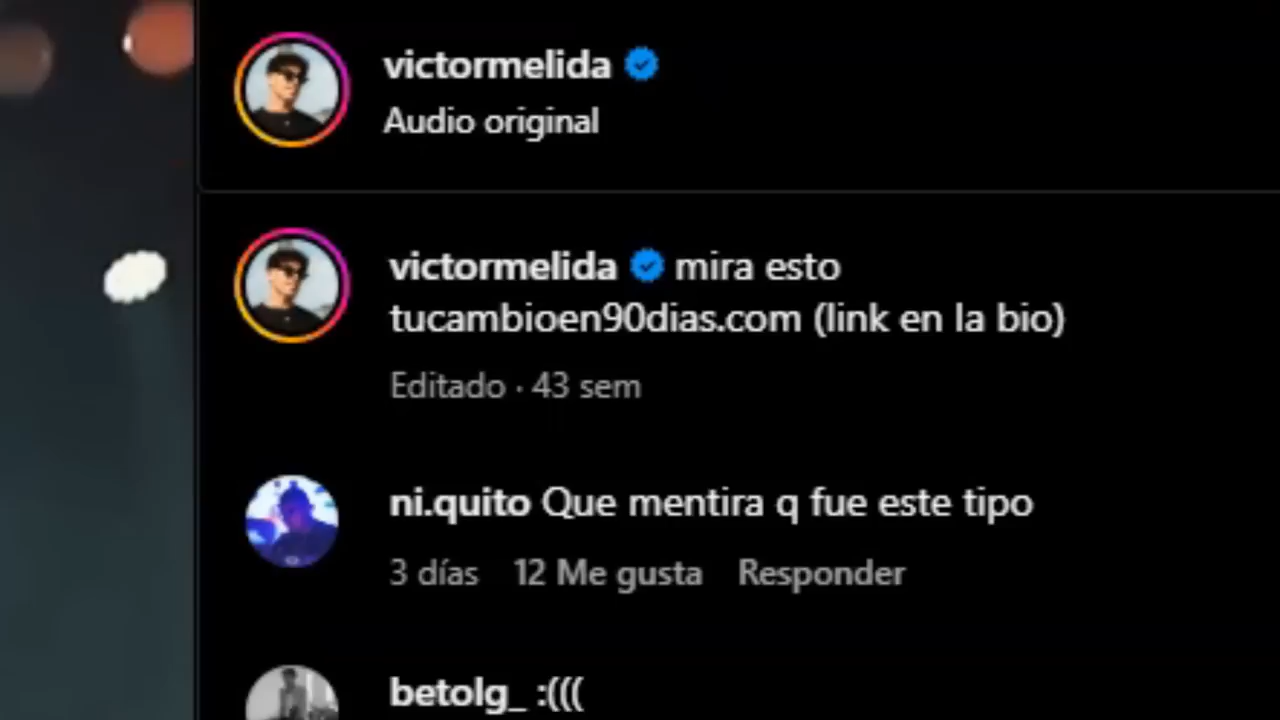 victormelida
Audio original
victormelida mira esto
tucambioen90dias.com (link en la bio)
Editado · 43 sem
ni.quito Que mentira q fue este tipo
3 días 12 Me gusta Responder
betolg_ :(((